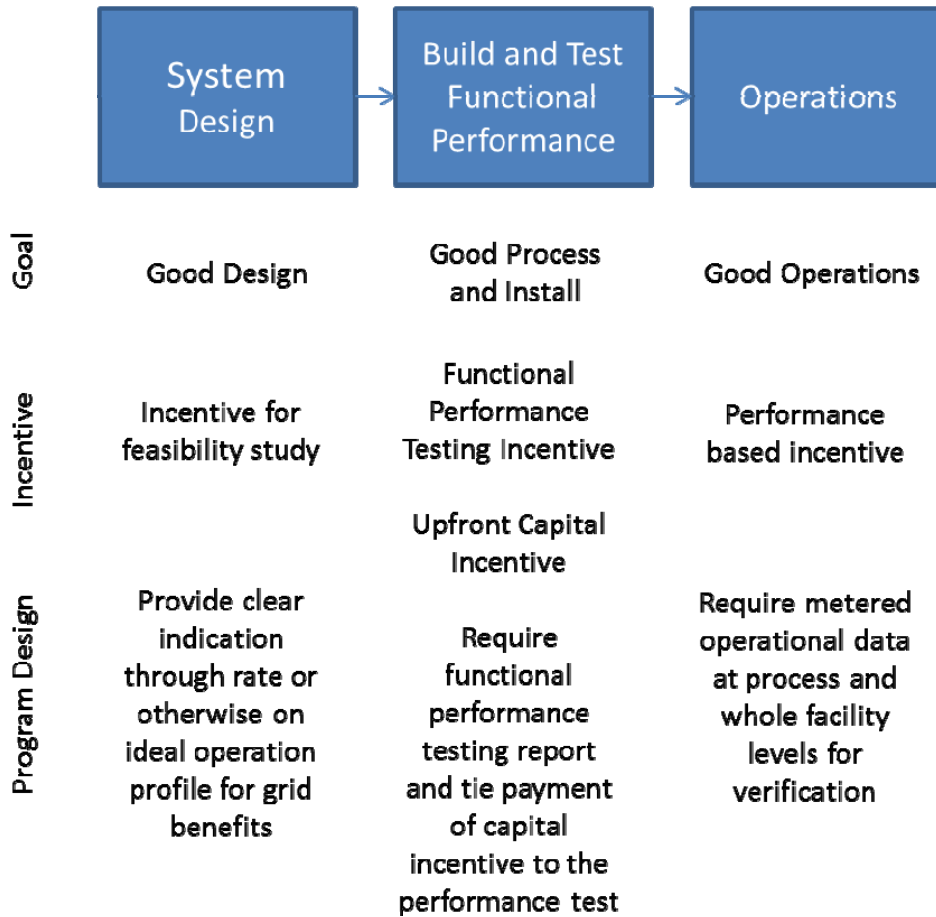 System
Design
Build and Test
Functional
Performance
Operations
Goal
Good Design
Good Process
and Install
Good Operations
Incentive
Incentive for
feasibility study
Functional
Performance
Testing Incentive
Upfront Capital
Incentive
Performance
based incentive
Program Design
Provide clear
indication
through rate or
otherwise on
ideal operation
profile for grid
benefits
Require
functional
performance
testing report
and tie payment
of capital
incentive to the
performance test
Require metered
operational data
at process and
whole facility
levels for
verification